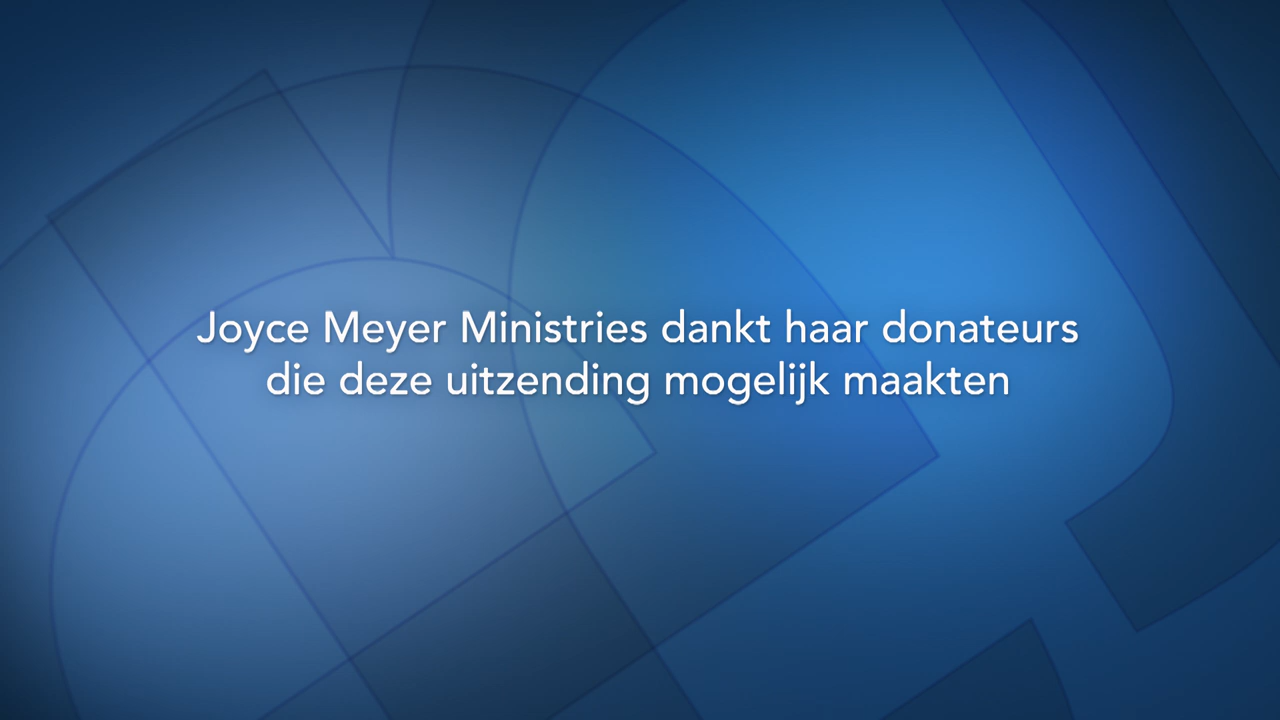 Joyce Meyer Ministries dankt haar donateurs
die deze uitzending mogelijk maakten